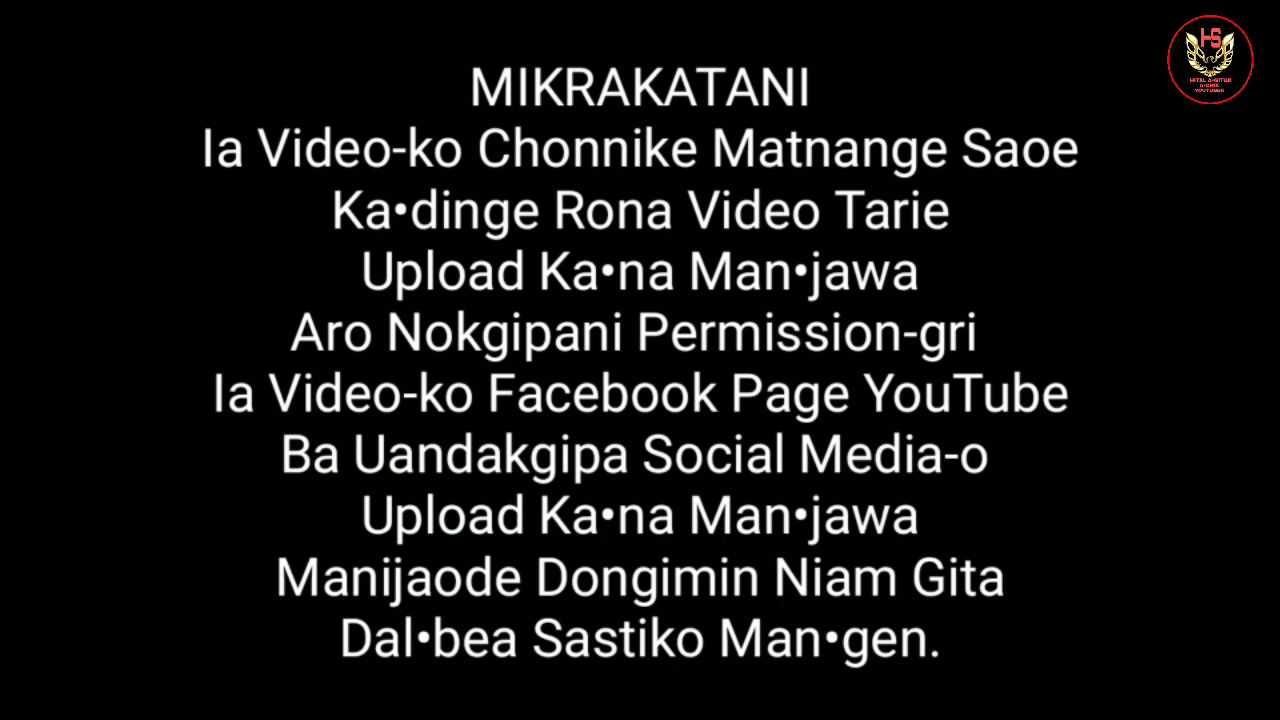 MIKRAKATANI
Ia Video-ko Chonnike Matnange Saoe
Ka•dinge Rona Video Tarie
Upload Ka•na Man•jawa
Aro Nokgipani Permission-gri
Ia Video-ko Facebook Page YouTube
Ba Uandakgipa Social Media-o
Upload Ka•na Man•jawa
Manijaode Dongimin Niam Gita
Dal•bea Sastiko Man•gen.
HS
YOUTUBER